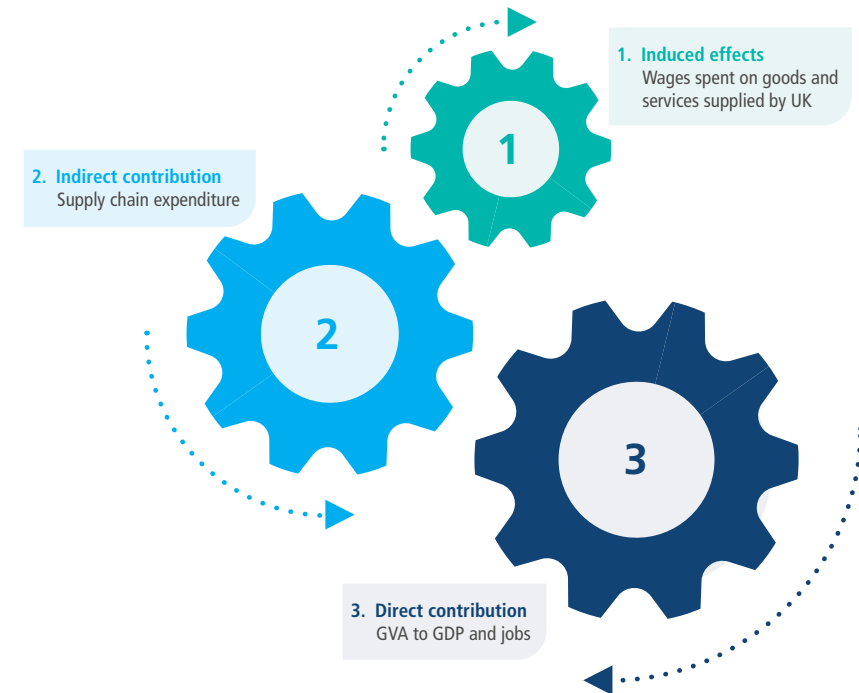 1. Induced effects
Wages spent on goods and
services supplied by UK
1
2. Indirect contribution
Supply chain expenditure
2
3
3. Direct contribution
GVA to GDP and jobs